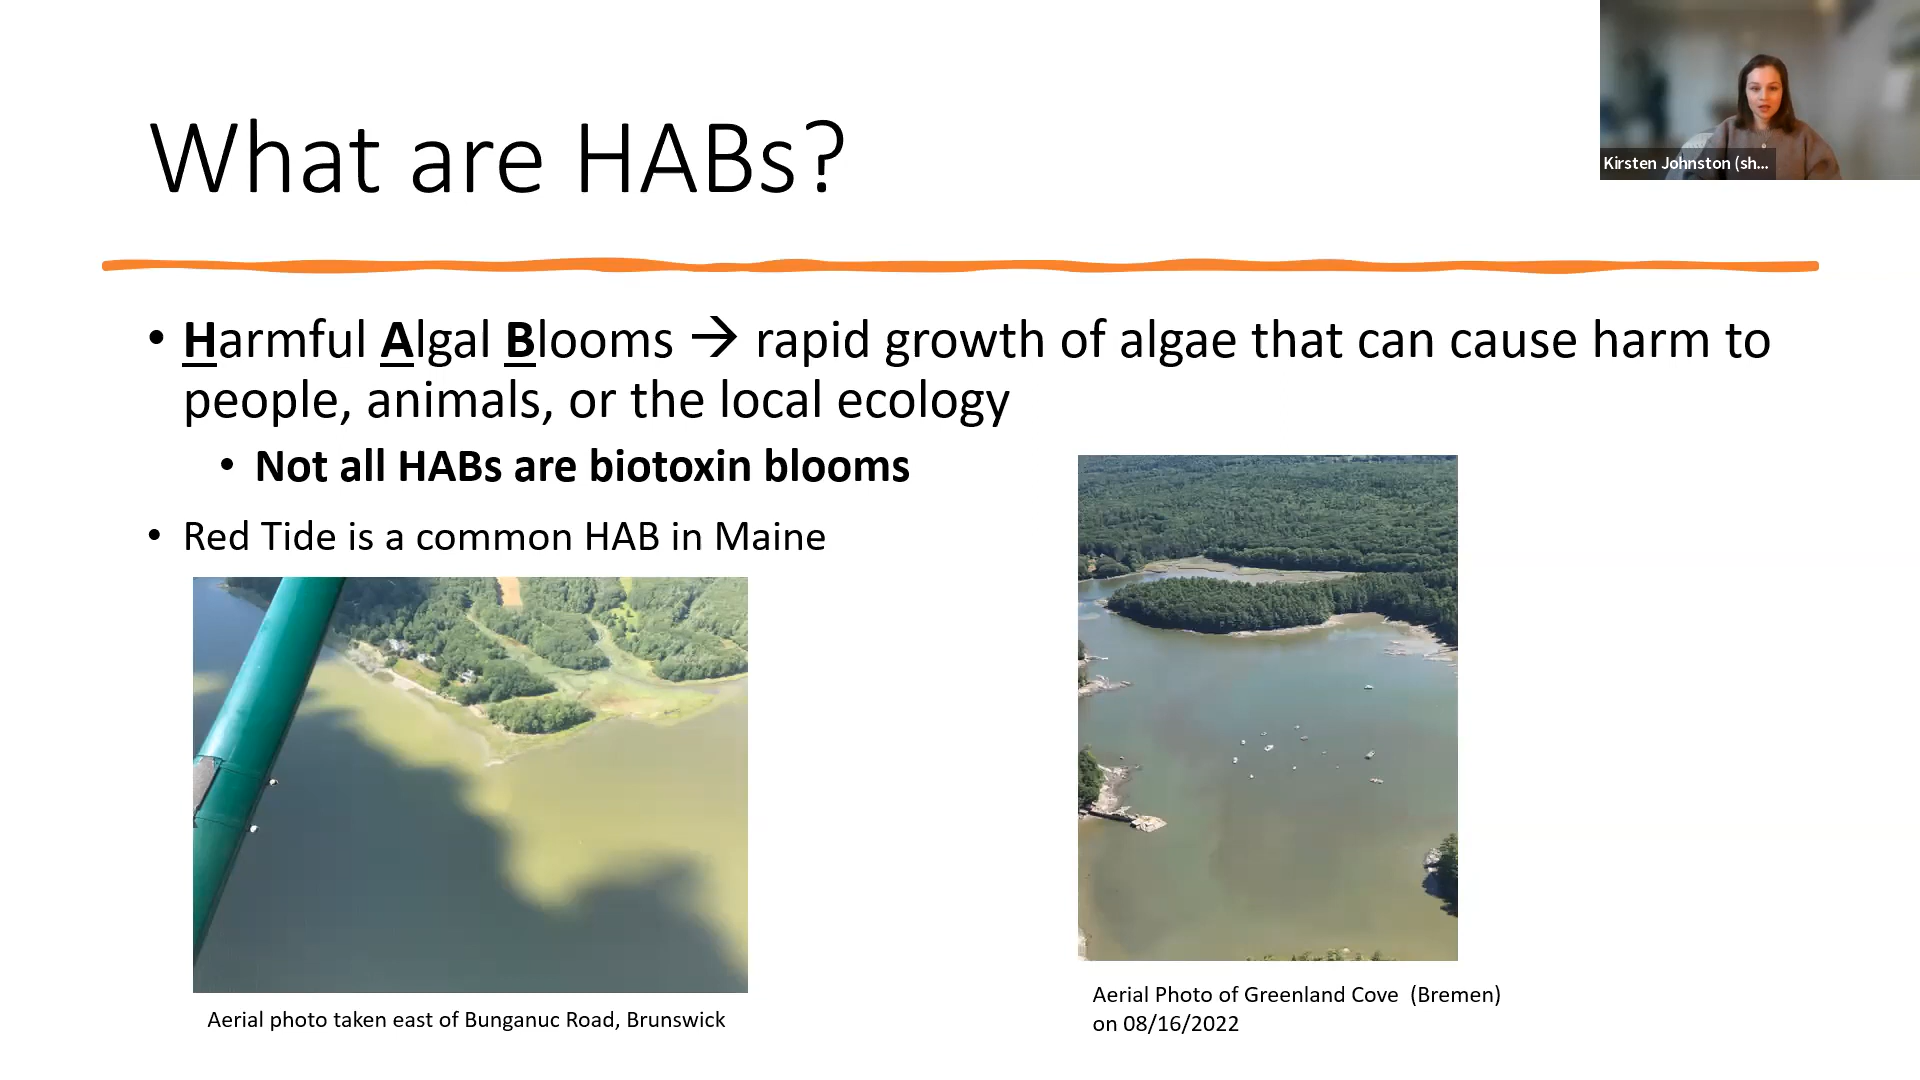 What are HABs?
Kirsten Johnston (sh...
• Harmful Algal Blooms → rapid growth of algae that can cause harm to
people, animals, or the local ecology
• Not all HABs are biotoxin blooms
• Red Tide is a common HAB in Maine
Aerial photo taken east of Bunganuc Road, Brunswick
Aerial Photo of Greenland Cove (Bremen)
on 08/16/2022